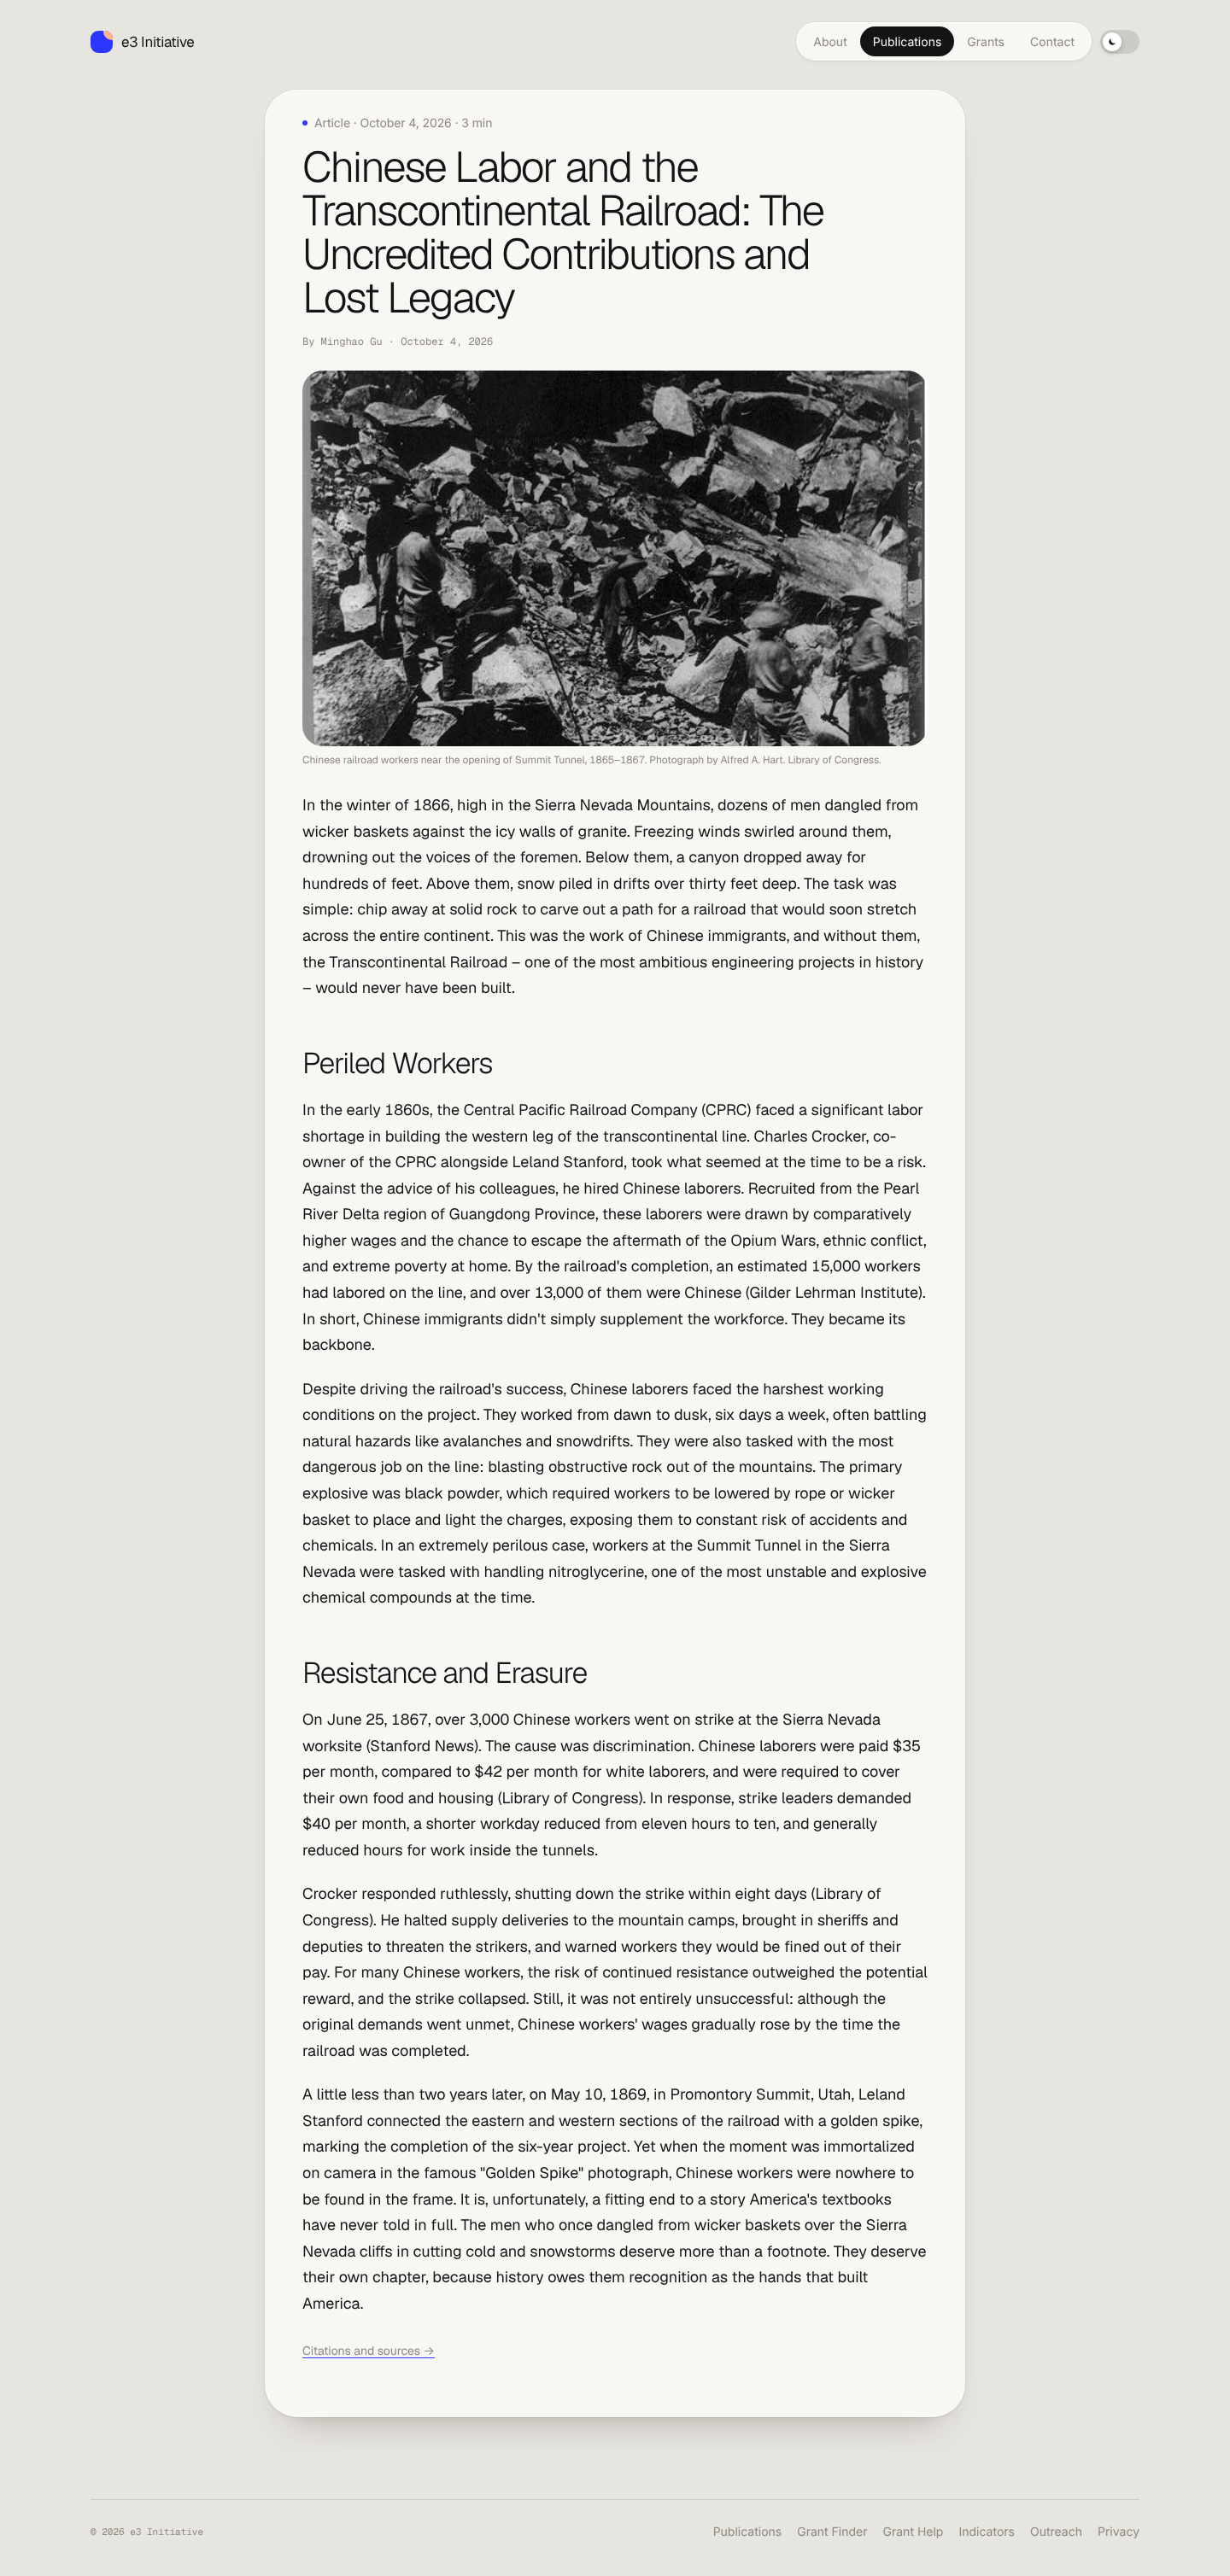 e3 Initiative
About
Publications
Grants
Contact
Article · October 4, 2026 · 3 min
Chinese Labor and the
Transcontinental Railroad: The
Uncredited Contributions and
Lost Legacy
By Minghao Gu · October 4, 2026
Chinese railroad workers near the opening of Summit Tunnel, 1865–1867. Photograph by Alfred A. Hart. Library of Congress.
In the winter of 1866, high in the Sierra Nevada Mountains, dozens of men dangled from
wicker baskets against the icy walls of granite. Freezing winds swirled around them,
drowning out the voices of the foremen. Below them, a canyon dropped away for
hundreds of feet. Above them, snow piled in drifts over thirty feet deep. The task was
simple: chip away at solid rock to carve out a path for a railroad that would soon stretch
across the entire continent. This was the work of Chinese immigrants, and without them,
the Transcontinental Railroad – one of the most ambitious engineering projects in history
– would never have been built.
Periled Workers
In the early 1860s, the Central Pacific Railroad Company (CPRC) faced a significant labor
shortage in building the western leg of the transcontinental line. Charles Crocker, co-
owner of the CPRC alongside Leland Stanford, took what seemed at the time to be a risk.
Against the advice of his colleagues, he hired Chinese laborers. Recruited from the Pearl
River Delta region of Guangdong Province, these laborers were drawn by comparatively
higher wages and the chance to escape the aftermath of the Opium Wars, ethnic conflict,
and extreme poverty at home. By the railroad's completion, an estimated 15,000 workers
had labored on the line, and over 13,000 of them were Chinese (Gilder Lehrman Institute).
In short, Chinese immigrants didn't simply supplement the workforce. They became its
backbone.
Despite driving the railroad's success, Chinese laborers faced the harshest working
conditions on the project. They worked from dawn to dusk, six days a week, often battling
natural hazards like avalanches and snowdrifts. They were also tasked with the most
dangerous job on the line: blasting obstructive rock out of the mountains. The primary
explosive was black powder, which required workers to be lowered by rope or wicker
basket to place and light the charges, exposing them to constant risk of accidents and
chemicals. In an extremely perilous case, workers at the Summit Tunnel in the Sierra
Nevada were tasked with handling nitroglycerine, one of the most unstable and explosive
chemical compounds at the time.
Resistance and Erasure
On June 25, 1867, over 3,000 Chinese workers went on strike at the Sierra Nevada
worksite (Stanford News). The cause was discrimination. Chinese laborers were paid $35
per month, compared to $42 per month for white laborers, and were required to cover
their own food and housing (Library of Congress). In response, strike leaders demanded
$40 per month, a shorter workday reduced from eleven hours to ten, and generally
reduced hours for work inside the tunnels.
Crocker responded ruthlessly, shutting down the strike within eight days (Library of
Congress). He halted supply deliveries to the mountain camps, brought in sheriffs and
deputies to threaten the strikers, and warned workers they would be fined out of their
pay. For many Chinese workers, the risk of continued resistance outweighed the potential
reward, and the strike collapsed. Still, it was not entirely unsuccessful: although the
original demands went unmet, Chinese workers' wages gradually rose by the time the
railroad was completed.
A little less than two years later, on May 10, 1869, in Promontory Summit, Utah, Leland
Stanford connected the eastern and western sections of the railroad with a golden spike,
marking the completion of the six-year project. Yet when the moment was immortalized
on camera in the famous "Golden Spike" photograph, Chinese workers were nowhere to
be found in the frame. It is, unfortunately, a fitting end to a story America's textbooks
have never told in full. The men who once dangled from wicker baskets over the Sierra
Nevada cliffs in cutting cold and snowstorms deserve more than a footnote. They deserve
their own chapter, because history owes them recognition as the hands that built
America.
Citations and sources →
© 2026 e3 Initiative
Publications
Grant Finder
Grant Help
Indicators
Outreach
Privacy